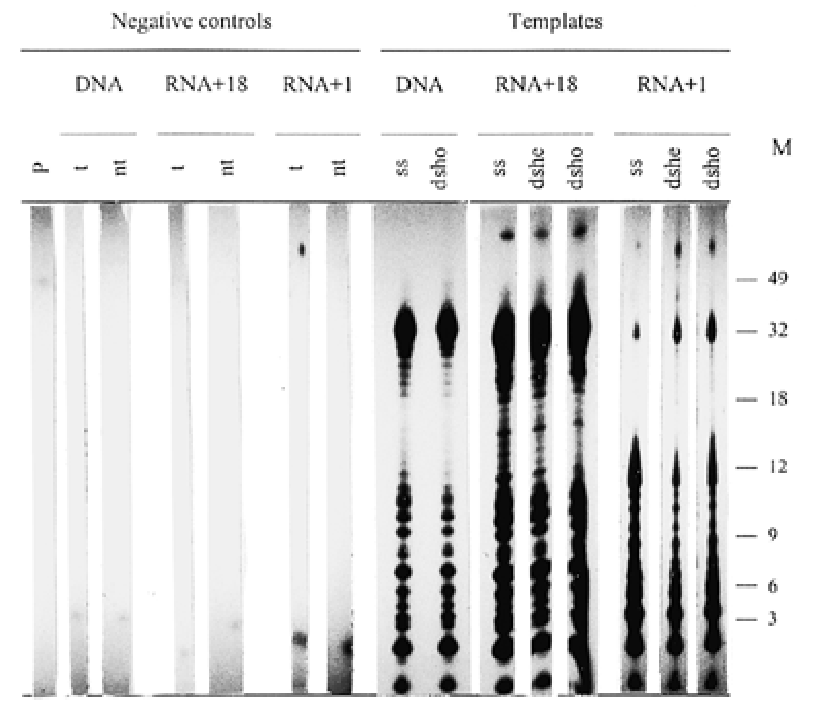 Negative controls Templates
DNA RNA+18 RNA+1 DNA RNA+18 RNA+1
M
P t nt t nt t nt ss dsho ss dshe dsho ss dshe dsho
49
32
18
12
9
6
3